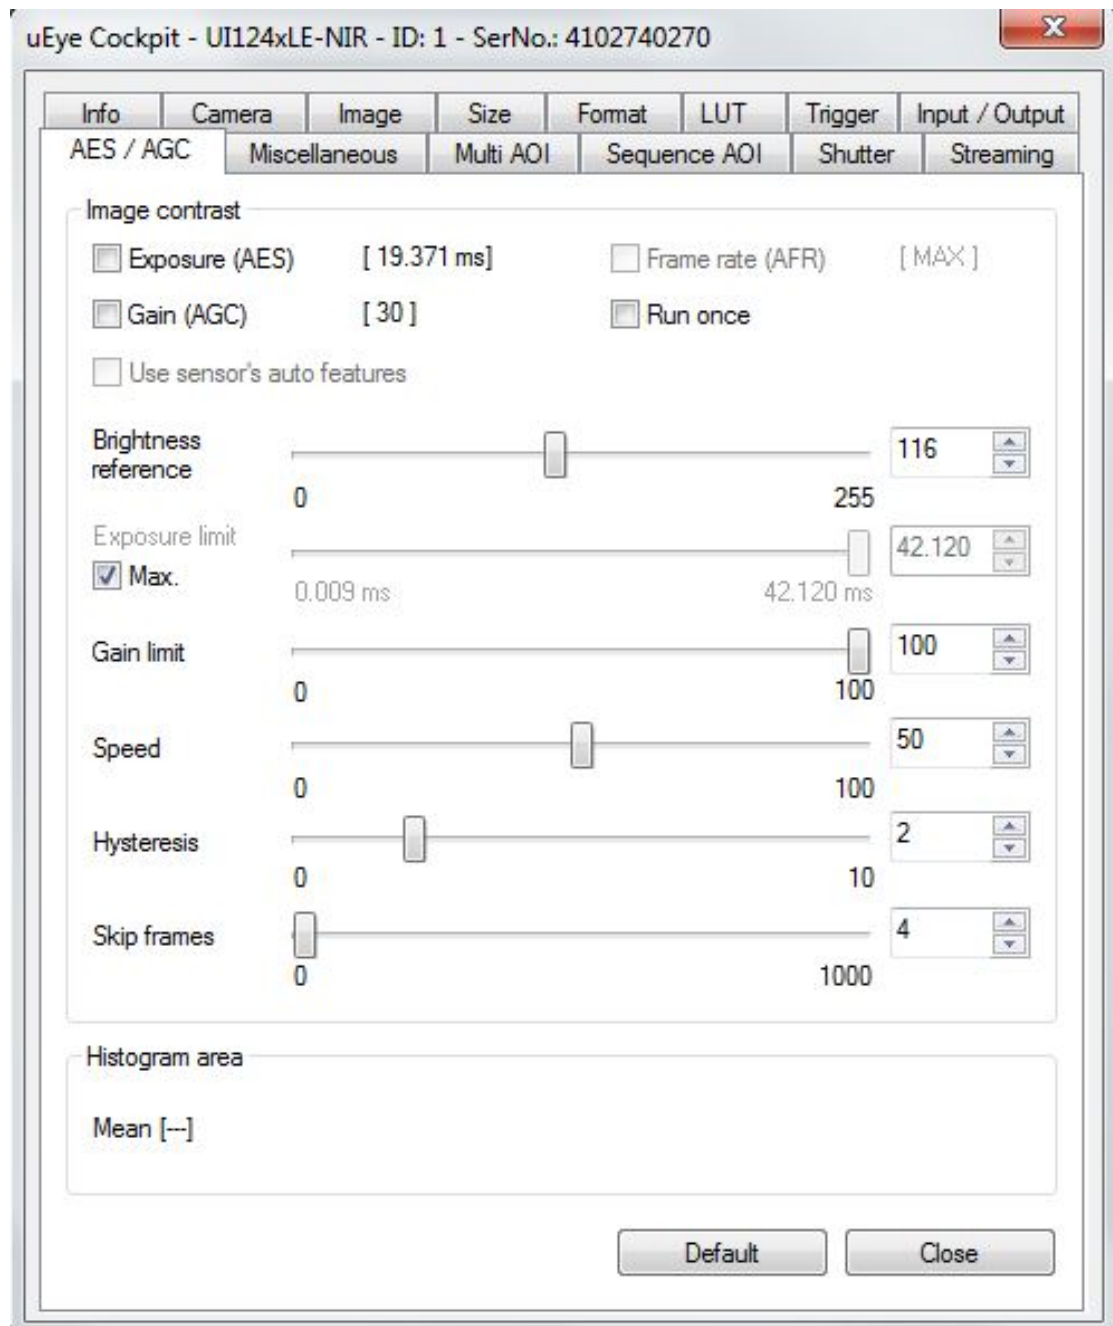 uEye Cockpit - UI124xLE-NIR - ID: 1 - SerNo.: 4102740270
Info Camera Image Size Format LUT Trigger Input / Output
AES / AGC Miscellaneous Multi AOI Sequence AOI Shutter Streaming
Image contrast
Exposure (AES) [ 19.371 ms] Frame rate (AFR) [ MAX ]
Gain (AGC) [ 30 ] Run once
Use sensor's auto features
Brightness
reference
116
0 255
Exposure limit
42.120
Max.
0.009 ms 42.120 ms
Gain limit 100
0 100
Speed 50
0 100
Hysteresis 2
0 10
Skip frames 4
0 1000
Histogram area
Mean [---]
Default Close